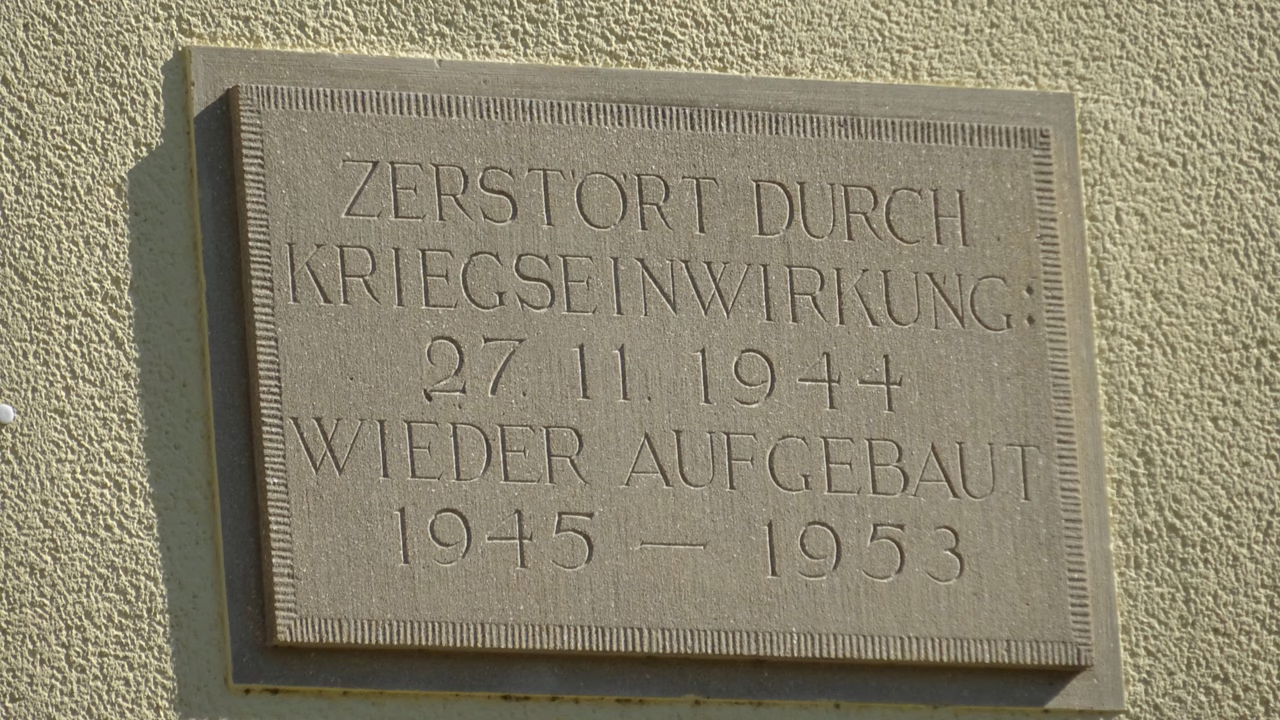 ZERSTÖRT DURCH
KRIEGSEINWIRKUNG:
27. 11. 1944
WIEDER AUFGEBAUT
1945 — 1953